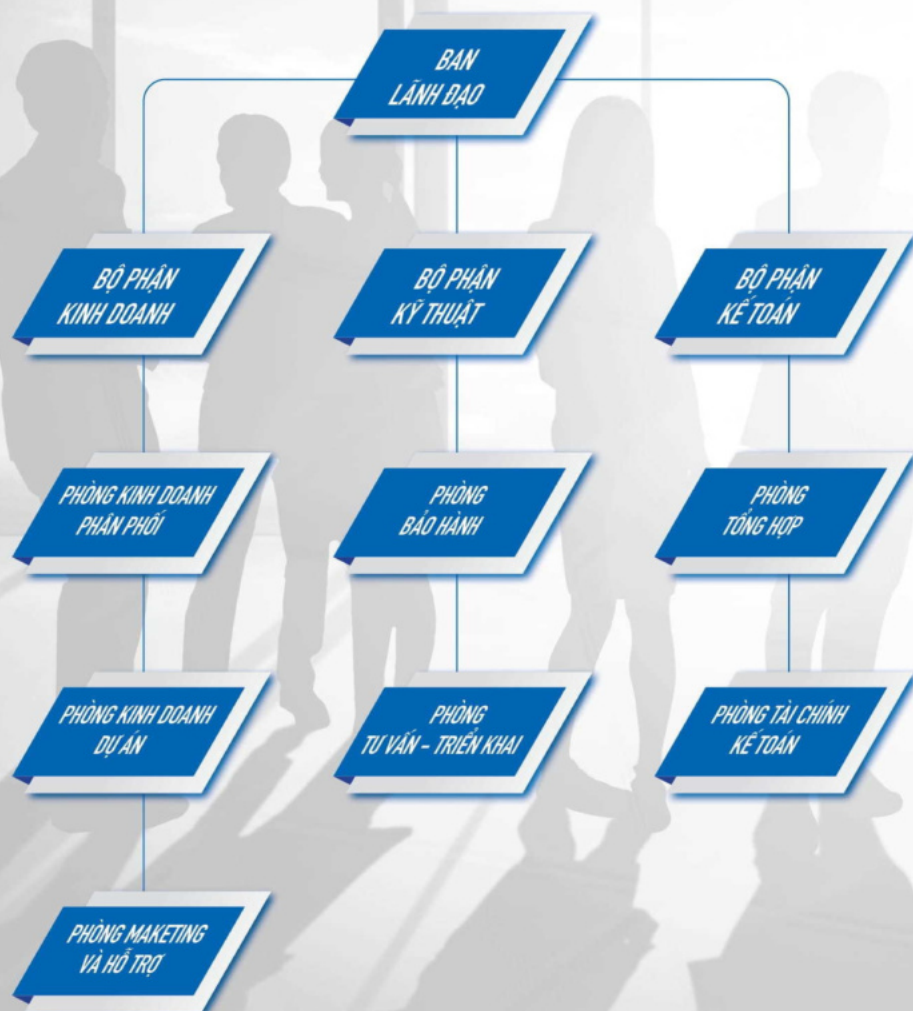 BAN
LÃNH ĐẠO
BỘ PHẬN
KINH DOANH
BỘ PHẬN
KỸ THUẬT
BỘ PHẬN
KẾ TOÁN
PHÒNG KINH DOANH
PHÂN PHỐI
PHÒNG
BẢO HÀNH
PHÒNG
TỔNG HỢP
PHÒNG KINH DOANH
DỰ ÁN
PHÒNG
TƯ VẤN – TRIỂN KHAI
PHÒNG TÀI CHÍNH
KẾ TOÁN
PHÒNG MAKETING
VÀ HỖ TRỢ